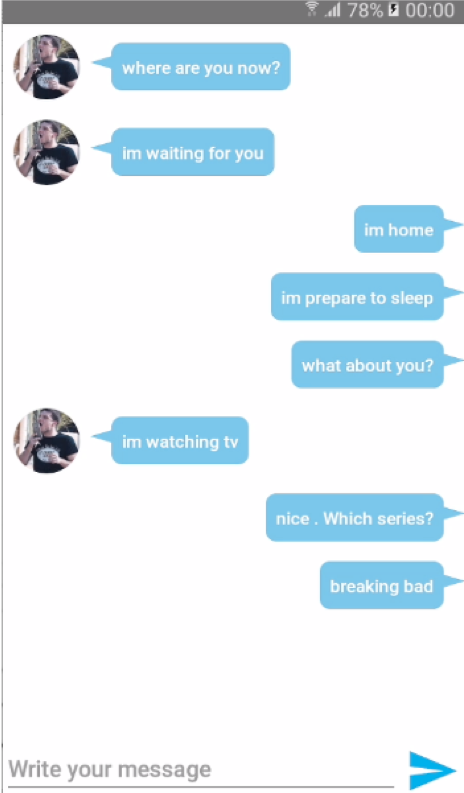 78% 00:00
where are you now?
im waiting for you
im home
im prepare to sleep
what about you?
im watching tv
nice . Which series?
breaking bad
Write your message